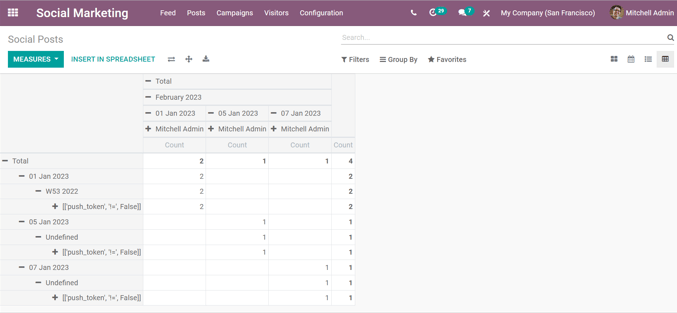 Social Marketing Feed Posts Campaigns Visitors Configuration 29 7 My Company (San Francisco) Mitchell Admin
Social Posts
Search...
MEASURES INSERT IN SPREADSHEET Filters Group By Favorites
Total
February 2023
01 Jan 2023 05 Jan 2023 07 Jan 2023
Mitchell Admin Mitchell Admin Mitchell Admin
Count Count Count Count
Total 2 1 1 4
01 Jan 2023 2 2
W53 2022 2 2
[['push_token', '!=', False]] 2 2
05 Jan 2023 1 1
Undefined 1 1
[['push_token', '!=', False]] 1 1
07 Jan 2023 1 1
Undefined 1 1
[['push_token', '!=', False]] 1 1